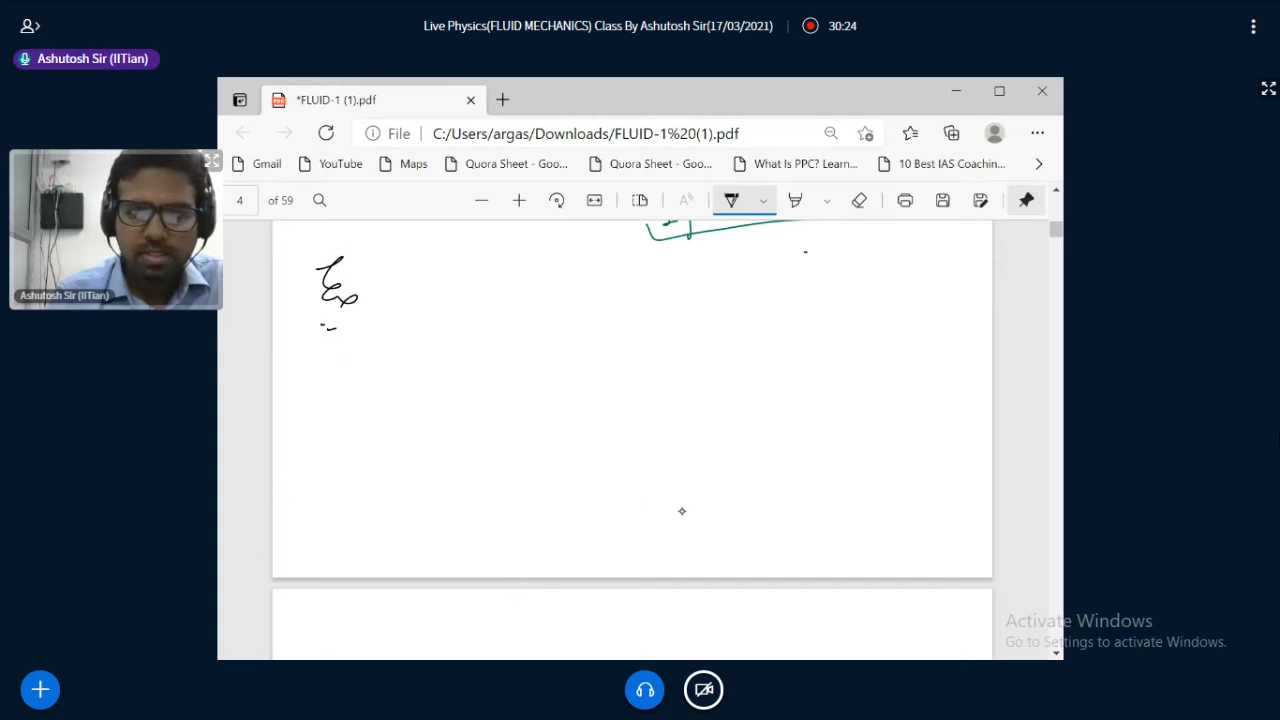 Live Physics(FLUID MECHANICS) Class By Ashutosh Sir(17/03/2021)
30:24
Ashutosh Sir (IITian)
*FLUID-1 (1).pdf
File
C:/Users/argas/Downloads/FLUID-1%20(1).pdf
Gmail
YouTube
Maps
Quora Sheet - Goo...
Quora Sheet - Goo...
What Is PPC? Learn...
10 Best IAS Coachin...
4
of 59
Ashutosh Sir (IITian)
Ex
Activate Windows
Go to Settings to activate Windows.